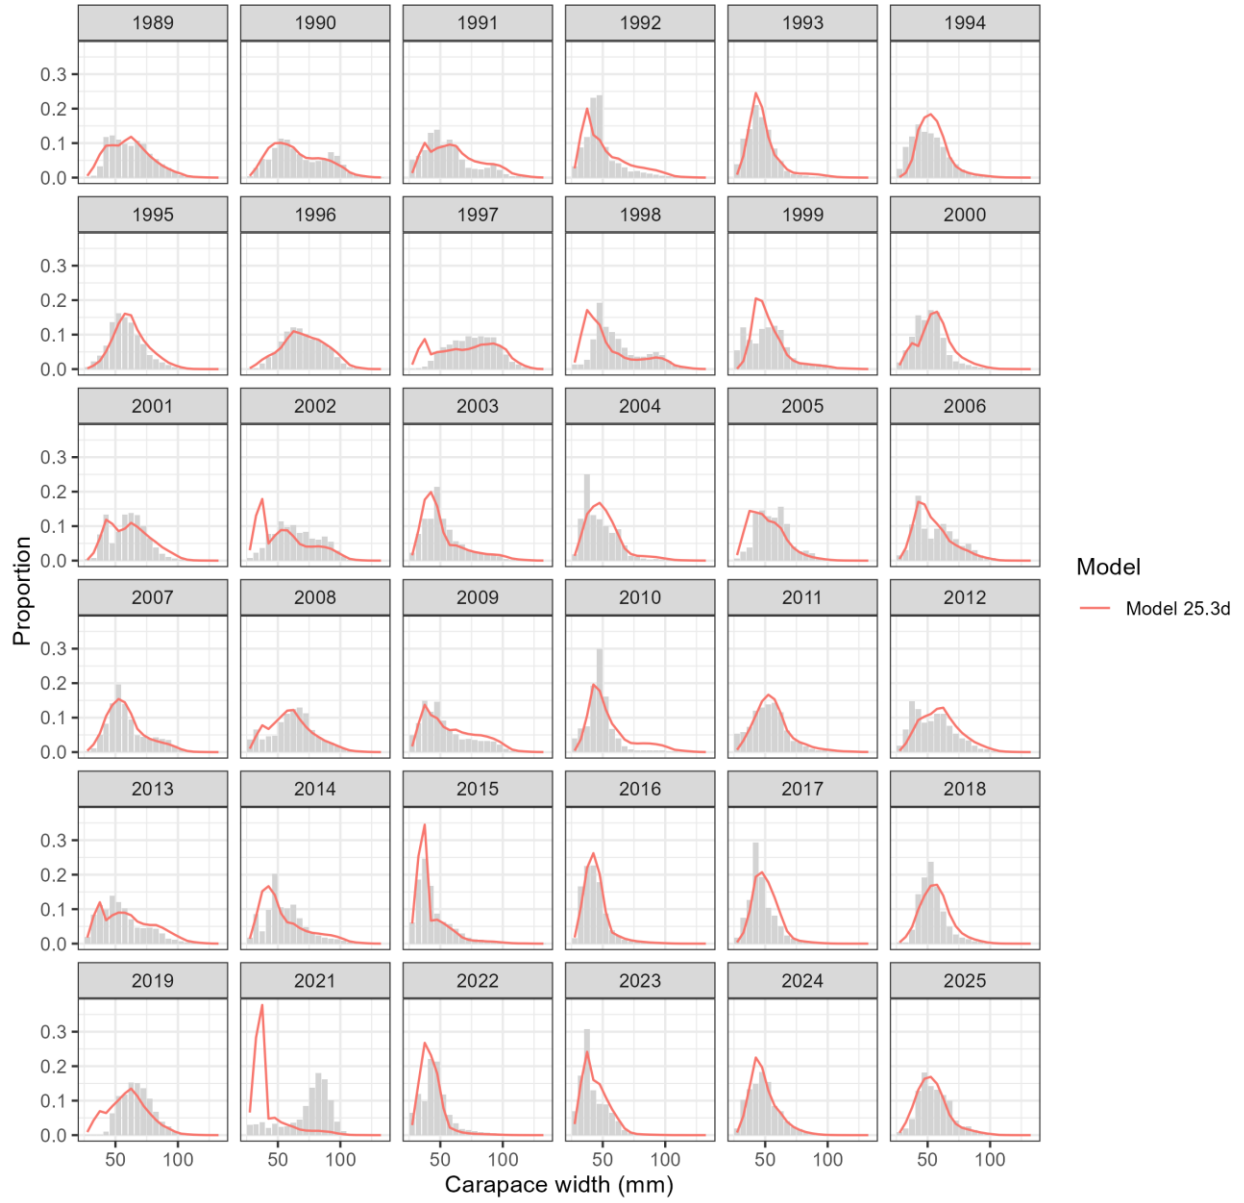 1989 1990 1991 1992 1993 1994
0.3
0.2
0.1
0.0
1995 1996 1997 1998 1999 2000
0.3
0.2
0.1
0.0
2001 2002 2003 2004 2005 2006
0.3
0.2
0.1
0.0
2007 2008 2009 2010 2011 2012
0.3
0.2
0.1
0.0
2013 2014 2015 2016 2017 2018
0.3
0.2
0.1
0.0
2019 2021 2022 2023 2024 2025
0.3
0.2
0.1
0.0
50 100 50 100 50 100 50 100 50 100 50 100
Carapace width (mm)
Proportion
Model
Model 25.3d